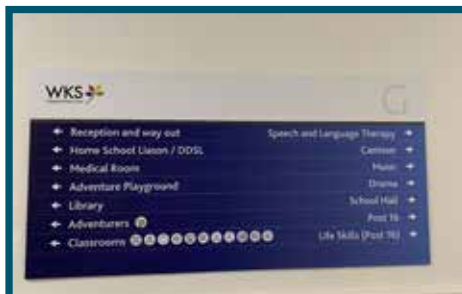 WKS
G
← Reception and way out
← Home School Liason / DDSL
← Medical Room
← Adventure Playground
← Library
← Adventurers
← Classrooms
Speech and Language Therapy →
Canteen →
Music →
Drama →
School Hall →
Post 16 →
Life Skills (Post 16) →